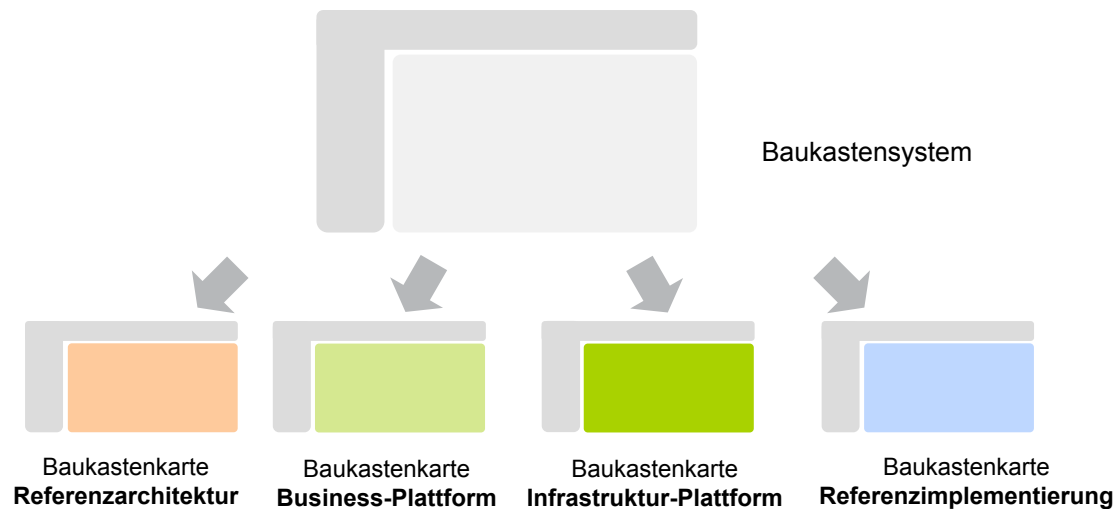 Baukastensystem
Baukastenkarte
Referenzarchitektur
Baukastenkarte
Business-Plattform
Baukastenkarte
Infrastruktur-Plattform
Baukastenkarte
Referenzimplementierung